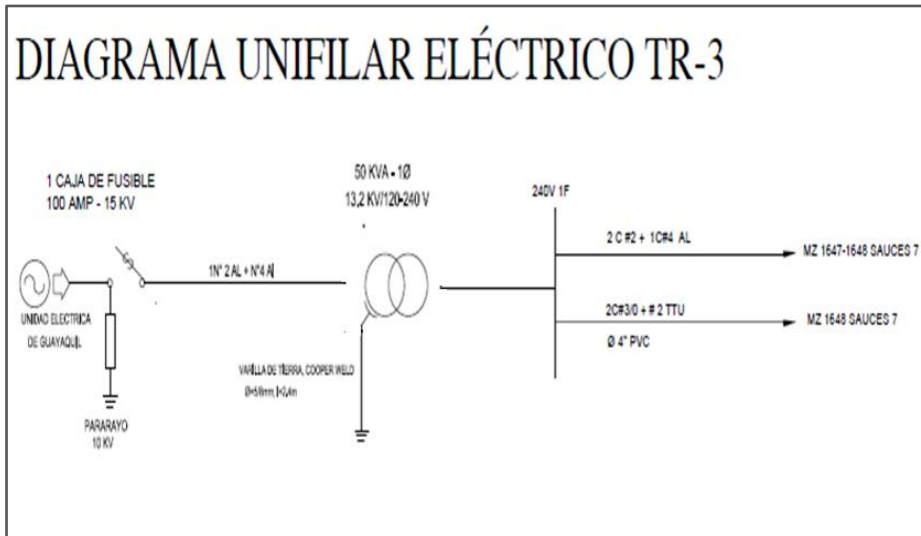 DIAGRAMA UNIFILAR ELÉCTRICO TR-3
1 CAJA DE FUSIBLE
100 AMP - 15 KV
50 KVA - 1Ø
13,2 KV/120-240 V
240V 1F
2 C #2 + 1C#4 AL
MZ 1647-1648 SAUCES 7
1N° 2 AL + N°4 Al
UNIDAD ELECTRICA
DE GUAYAQUIL
2C#3/0 + # 2 TTU
MZ 1648 SAUCES 7
Ø 4" PVC
VARILLA DE TIERRA, COOPER WELD
PARARAYO
10 KV